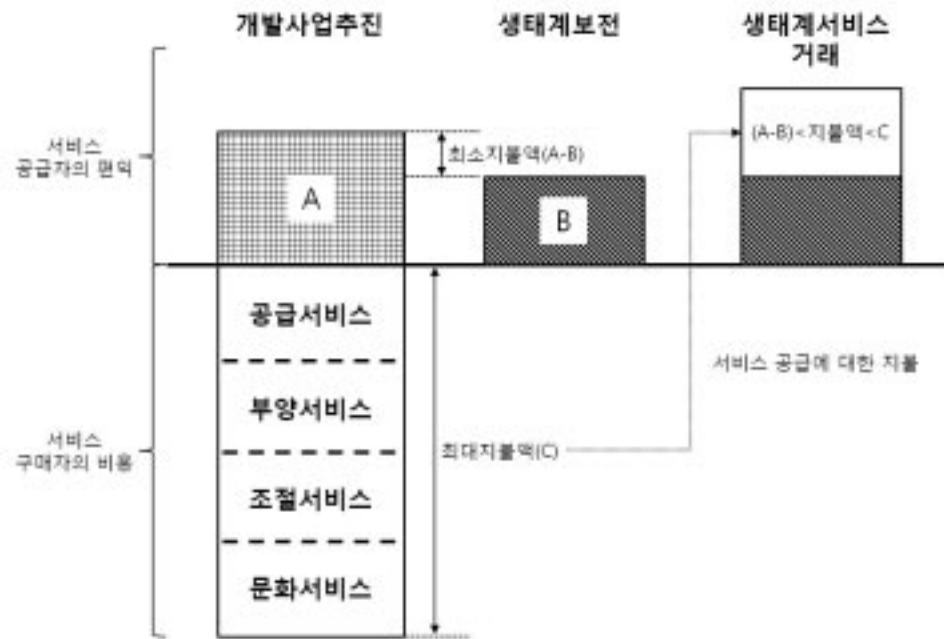 개발사업추진
생태계보전
생태계서비스
거래
서비스
공급자의 편익
A
최소지불액(A-B)
B
(A-B)<지불액<C
공급서비스
부양서비스
조절서비스
문화서비스
서비스
구매자의 비용
최대지불액(C)
서비스 공급에 대한 지불